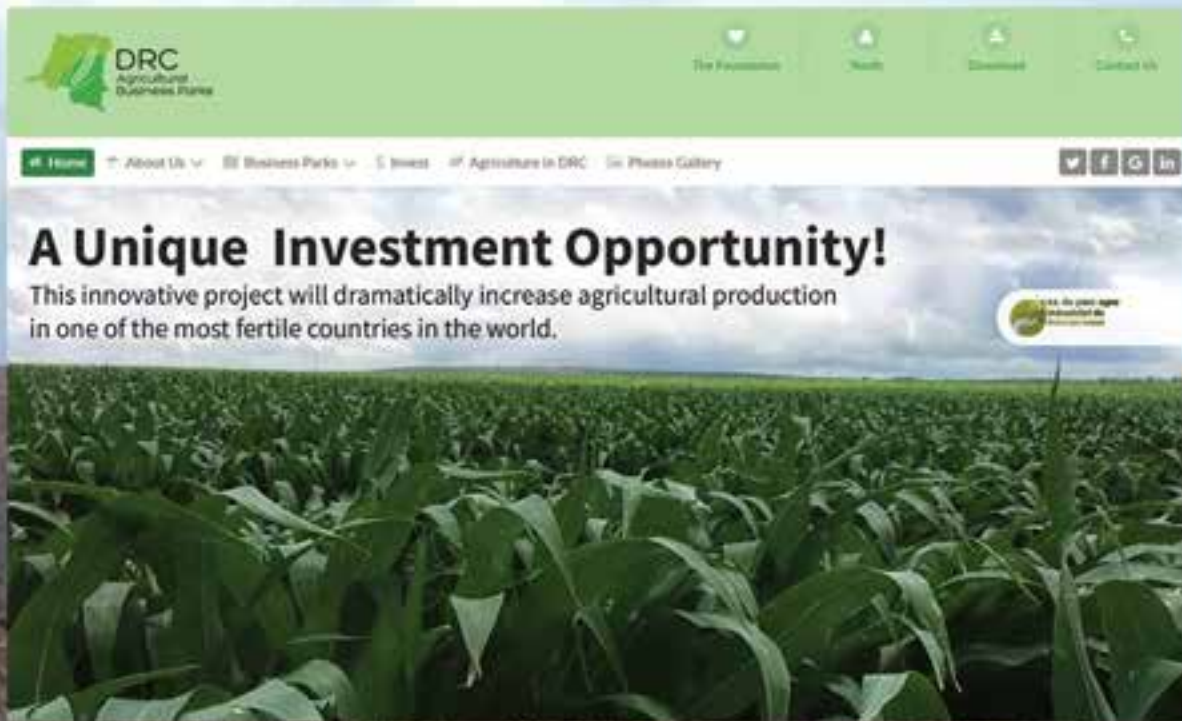 DRC
Agricultural
Business Parks
The Foundation
Download
Contact Us
Home
About Us
Business Parks
$ Invest
Agriculture in DRC
Photos Gallery
f G in
A Unique Investment Opportunity!
This innovative project will dramatically increase agricultural production
in one of the most fertile countries in the world.